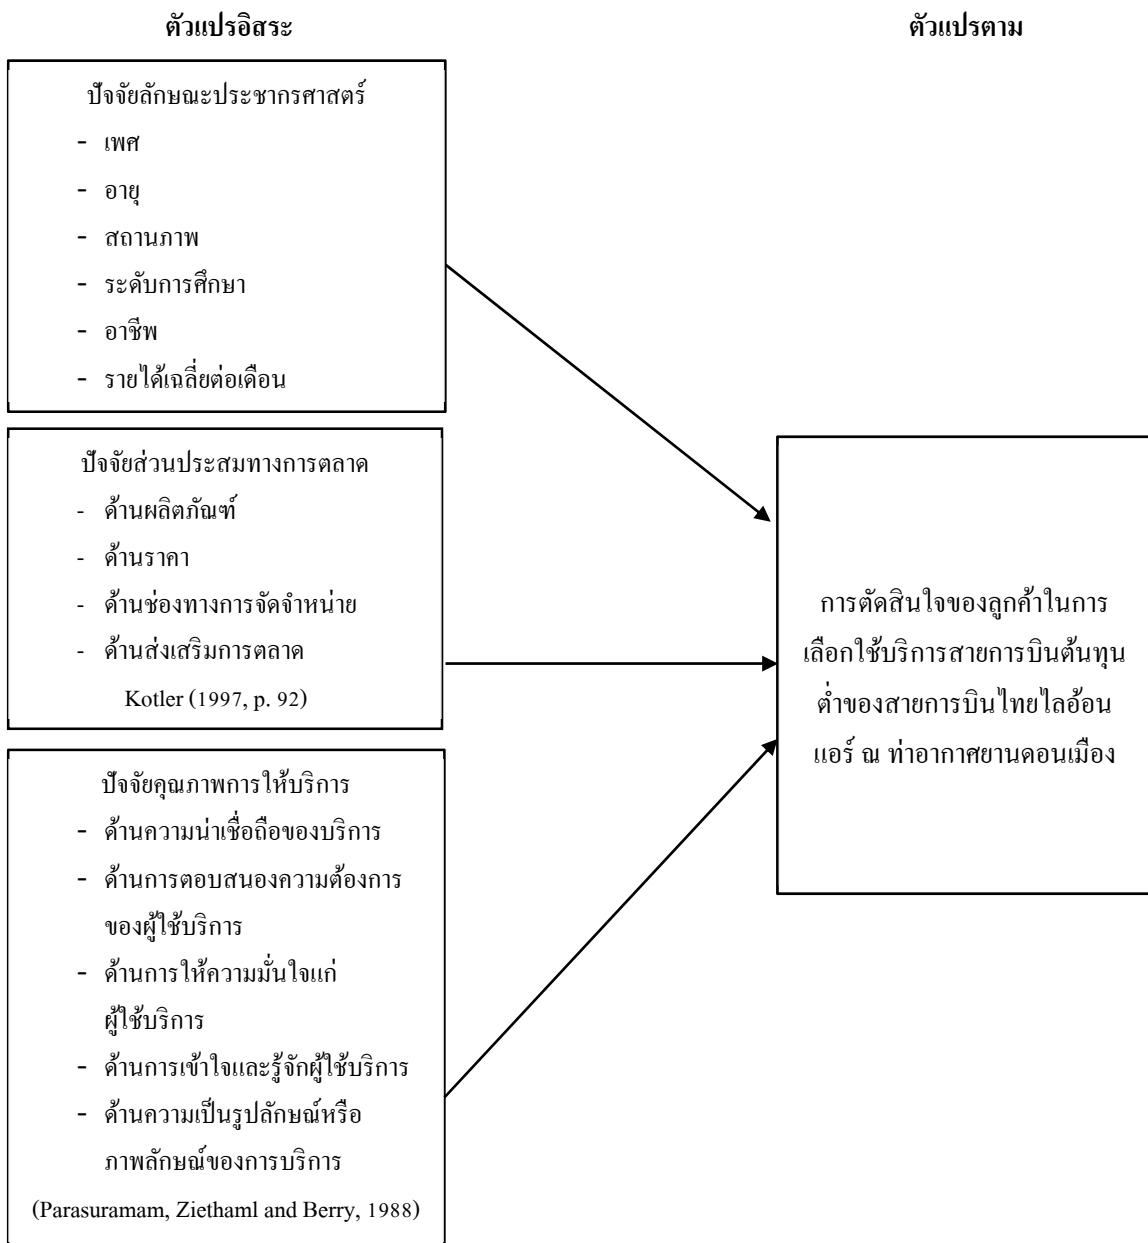 ตัวแปรอิสระ
ตัวแปรตาม
ปัจจัยลักษณะประชากรศาสตร์
- เพศ
- อายุ
- สถานภาพ
- ระดับการศึกษา
- อาชีพ
- รายได้เฉลี่ยต่อเดือน
ปัจจัยส่วนประสมทางการตลาด
- ด้านผลิตภัณฑ์
- ด้านราคา
- ด้านช่องทางการจัดจำหน่าย
- ด้านส่งเสริมการตลาด
Kotler (1997, p. 92)
ปัจจัยคุณภาพการให้บริการ
- ด้านความน่าเชื่อถือของบริการ
- ด้านการตอบสนองความต้องการ
ของผู้ใช้บริการ
- ด้านการให้ความมั่นใจแก่
ผู้ใช้บริการ
- ด้านการเข้าใจและรู้จักผู้ใช้บริการ
- ด้านความเป็นรูปลักษณ์หรือ
ภาพลักษณ์ของการบริการ
(Parasuramam, Ziethaml and Berry, 1988)
การตัดสินใจของลูกค้าในการ
เลือกใช้บริการสายการบินต้นทุน
ต่ำของสายการบินไทยไลอ้อน
แอร์ ณ ท่าอากาศยานดอนเมือง